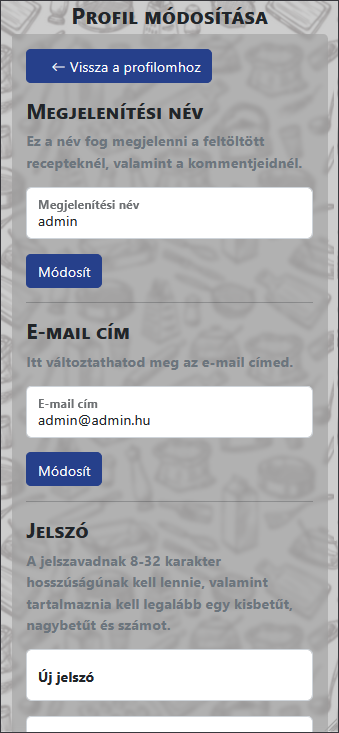 Profil módosítása
← Vissza a profilomhoz
Megjelenítési név
Ez a név fog megjelenni a feltöltött
recepteknél, valamint a kommentjeidnél.
Megjelenítési név
admin
Módosít
E-mail cím
Itt változtathatod meg az e-mail címed.
E-mail cím
admin@admin.hu
Módosít
Jelszó
A jelszavadnak 8-32 karakter
hosszúságúnak kell lennie, valamint
tartalmaznia kell legalább egy kisbetűt,
nagybetűt és számot.
Új jelszó